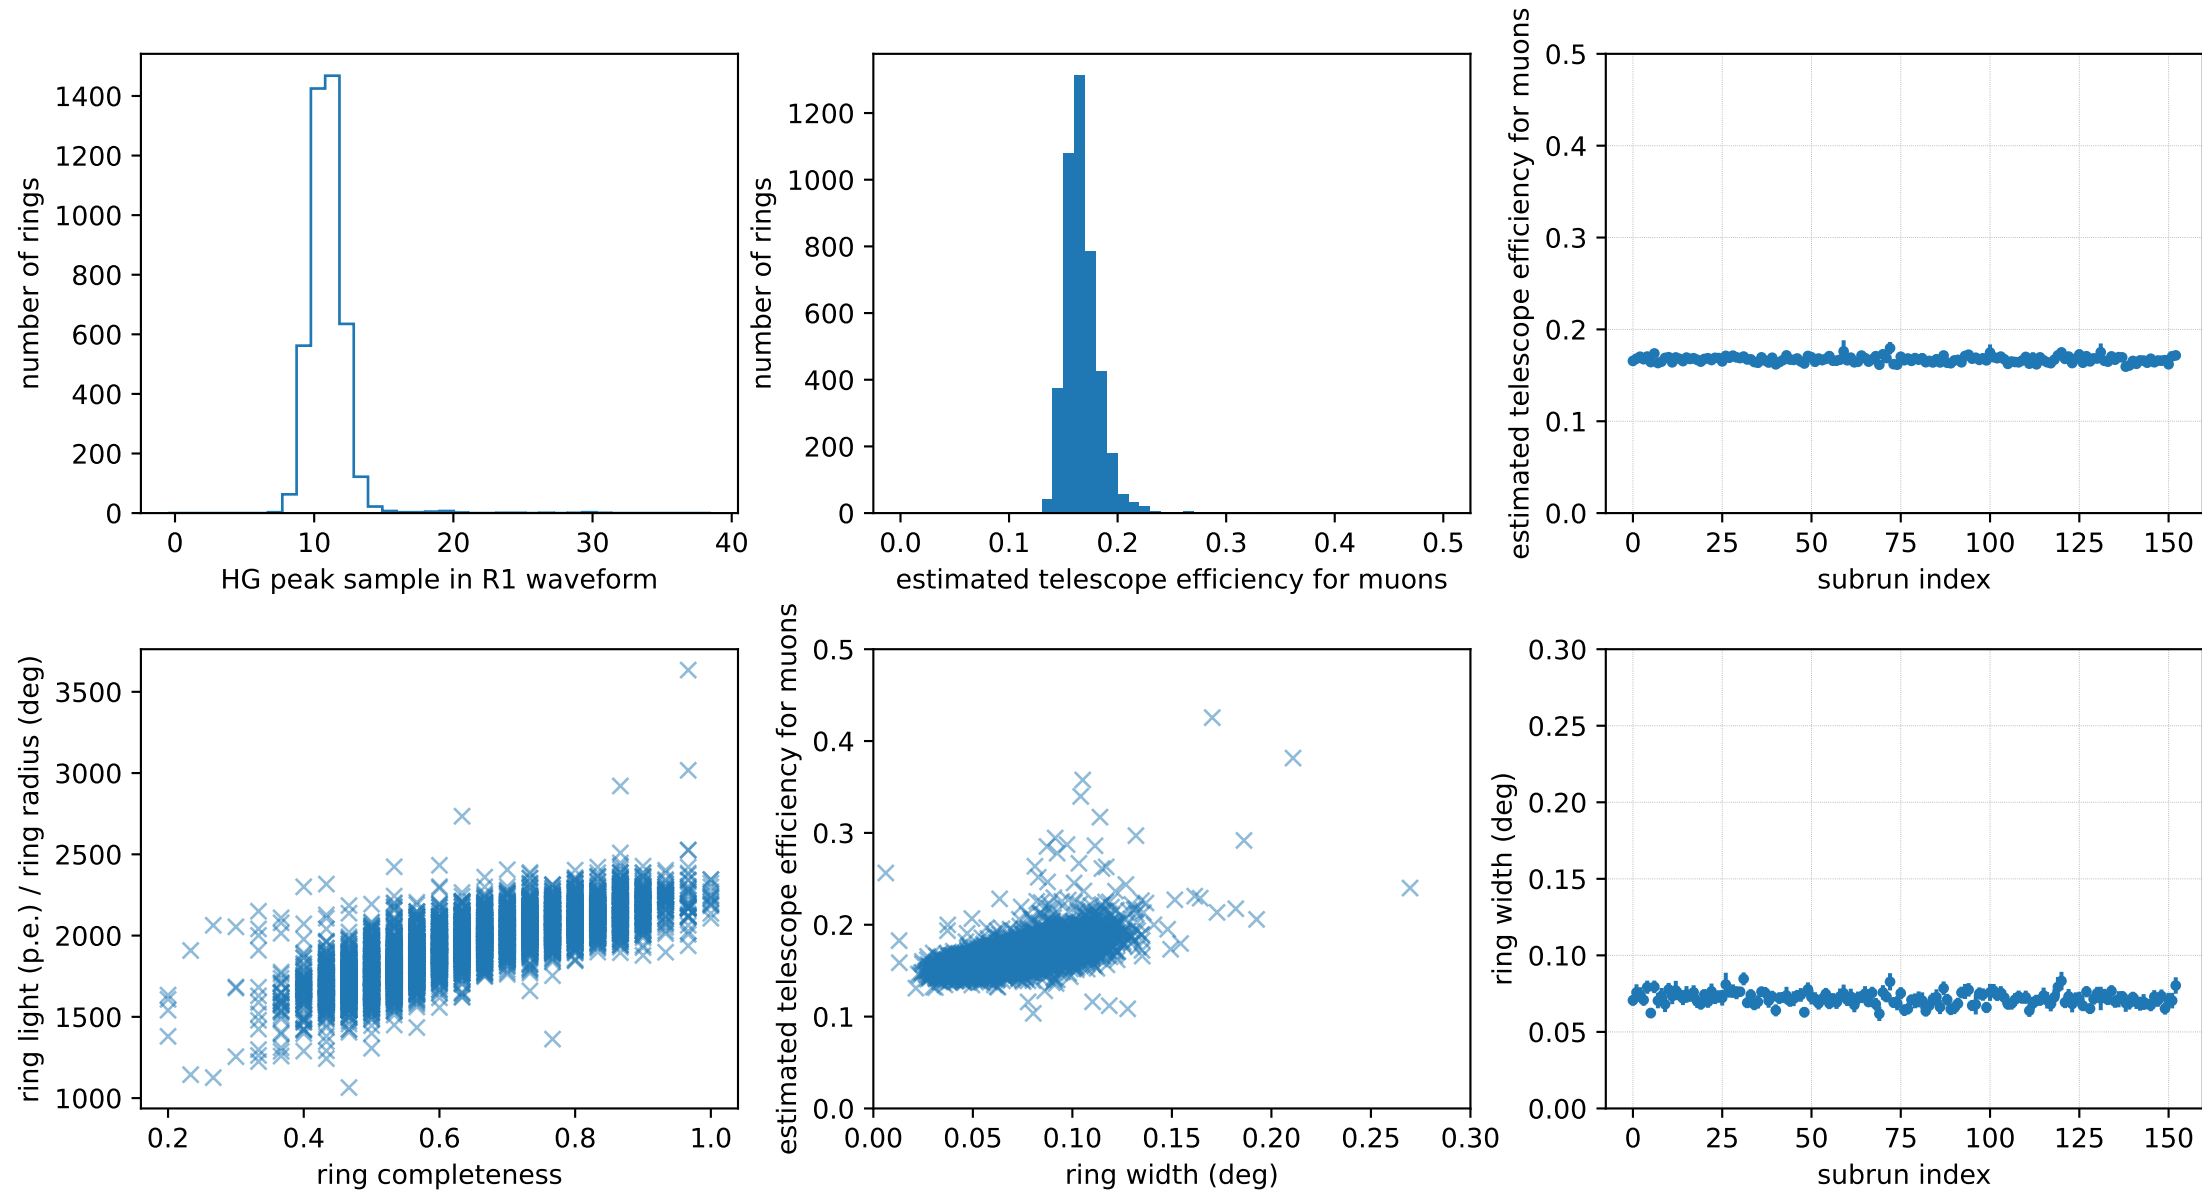 number of rings
1400
1200
1000
800
600
400
200
0
0 10 20 30 40
HG peak sample in R1 waveform
number of rings
1200
1000
800
600
400
200
0
0.0 0.1 0.2 0.3 0.4 0.5
estimated telescope efficiency for muons
estimated telescope efficiency for muons
0.5
0.4
0.3
0.2
0.1
0.0
0 25 50 75 100 125 150
subrun index
ring light (p.e.) / ring radius (deg)
3500
3000
2500
2000
1500
1000
0.2 0.4 0.6 0.8 1.0
ring completeness
estimated telescope efficiency for muons
0.5
0.4
0.3
0.2
0.1
0.0
0.00 0.05 0.10 0.15 0.20 0.25 0.30
ring width (deg)
ring width (deg)
0.30
0.25
0.20
0.15
0.10
0.05
0.00
0 25 50 75 100 125 150
subrun index